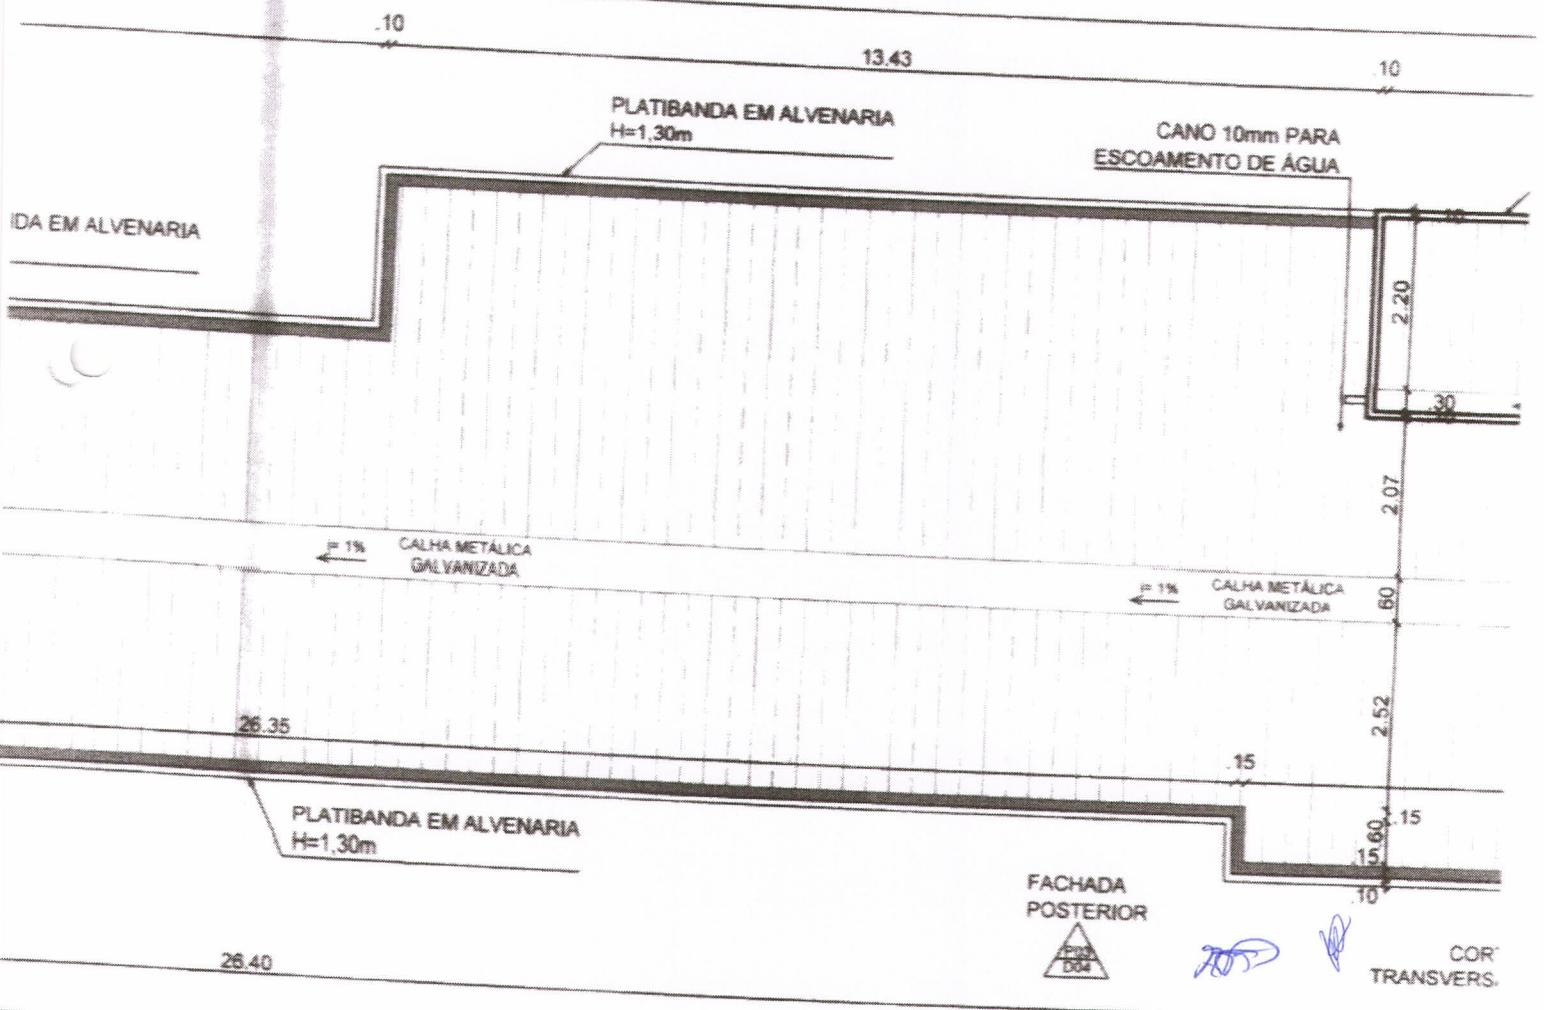 .10
13.43
.10
PLATIBANDA EM ALVENARIA
H=1,30m
CANO 10mm PARA
ESCOAMENTO DE ÁGUA
IDA EM ALVENARIA
.10
2.20
.30
2.07
i= 1%
CALHA METÁLICA
GALVANIZADA
i= 1%
CALHA METÁLICA
GALVANIZADA
.60
2.52
26.35
.15
PLATIBANDA EM ALVENARIA
H=1,30m
.15
.60
.15
.10
FACHADA
POSTERIOR
P03
D04
26.40
COR
TRANSVERS